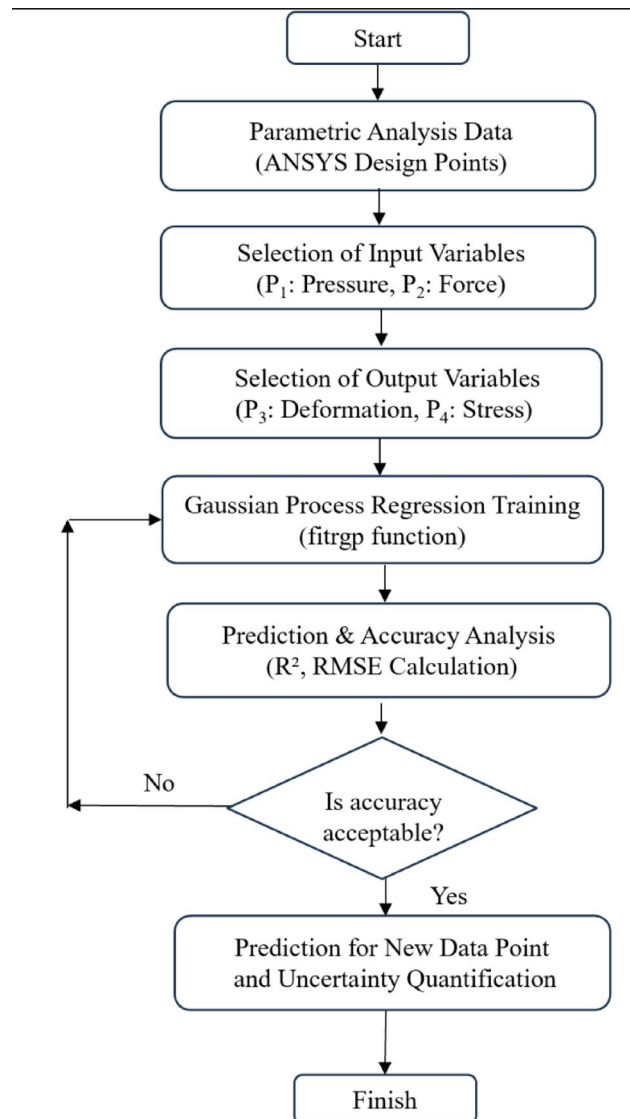 Start
Parametric Analysis Data
(ANSYS Design Points)
Selection of Input Variables
(P₁: Pressure, P₂: Force)
Selection of Output Variables
(P₃: Deformation, P₄: Stress)
Gaussian Process Regression Training
(fitrgp function)
Prediction & Accuracy Analysis
(R², RMSE Calculation)
No
Is accuracy
acceptable?
Yes
Prediction for New Data Point
and Uncertainty Quantification
Finish